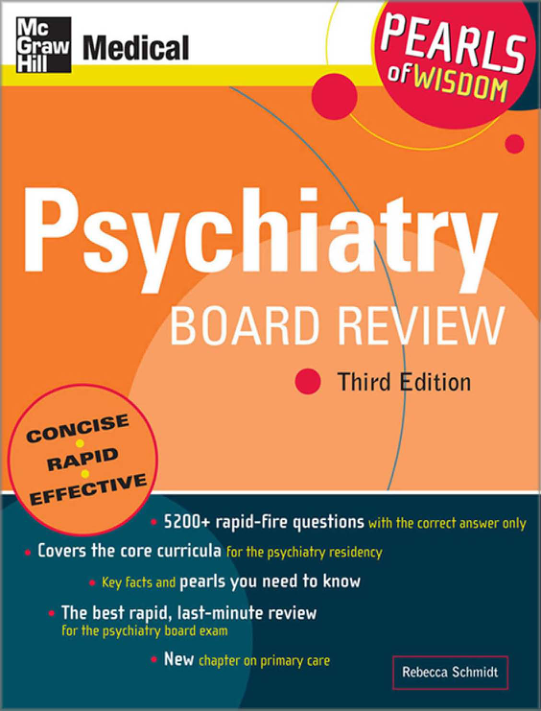 Mc
Graw
Hill
Medical
PEARLS
of WISDOM
Psychiatry
BOARD REVIEW
Third Edition
CONCISE
RAPID
EFFECTIVE
• 5200+ rapid-fire questions with the correct answer only
• Covers the core curricula for the psychiatry residency
• Key facts and pearls you need to know
• The best rapid, last-minute review
for the psychiatry board exam
• New chapter on primary care
Rebecca Schmidt